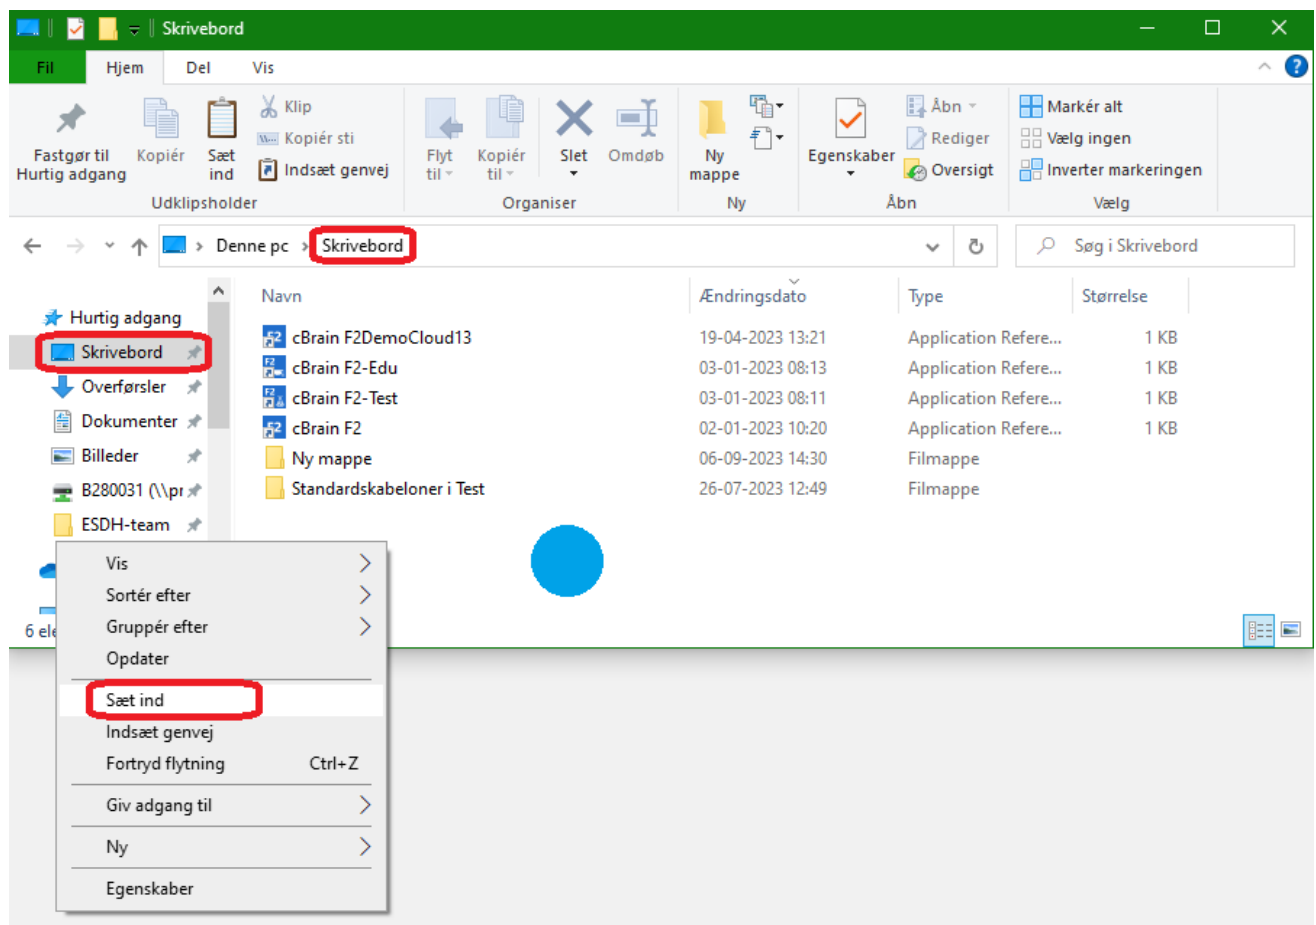 Skrivebord
Fil Hjem Del Vis
Fastgør til Hurtig adgang
Kopiér
Sæt ind
Klip
Kopiér sti
Indsæt genvej
Udklipsholder
Flyt til
Kopiér til
Slet
Omdøb
Organiser
Ny mappe
Ny
Egenskaber
Åbn
Rediger
Oversigt
Åbn
Markér alt
Vælg ingen
Inverter markeringen
Vælg
Denne pc > Skrivebord
Søg i Skrivebord
Hurtig adgang
Skrivebord
Overførsler
Dokumenter
Billeder
B280031 (\\pr
ESDH-team
Navn Ændringsdato Type Størrelse
cBrain F2DemoCloud13 19-04-2023 13:21 Application Refere... 1 KB
cBrain F2-Edu 03-01-2023 08:13 Application Refere... 1 KB
cBrain F2-Test 03-01-2023 08:11 Application Refere... 1 KB
cBrain F2 02-01-2023 10:20 Application Refere... 1 KB
Ny mappe 06-09-2023 14:30 Filmappe
Standardskabeloner i Test 26-07-2023 12:49 Filmappe
6 ele
Vis
Sortér efter
Gruppér efter
Opdater
Sæt ind
Indsæt genvej
Fortryd flytning Ctrl+Z
Giv adgang til
Ny
Egenskaber